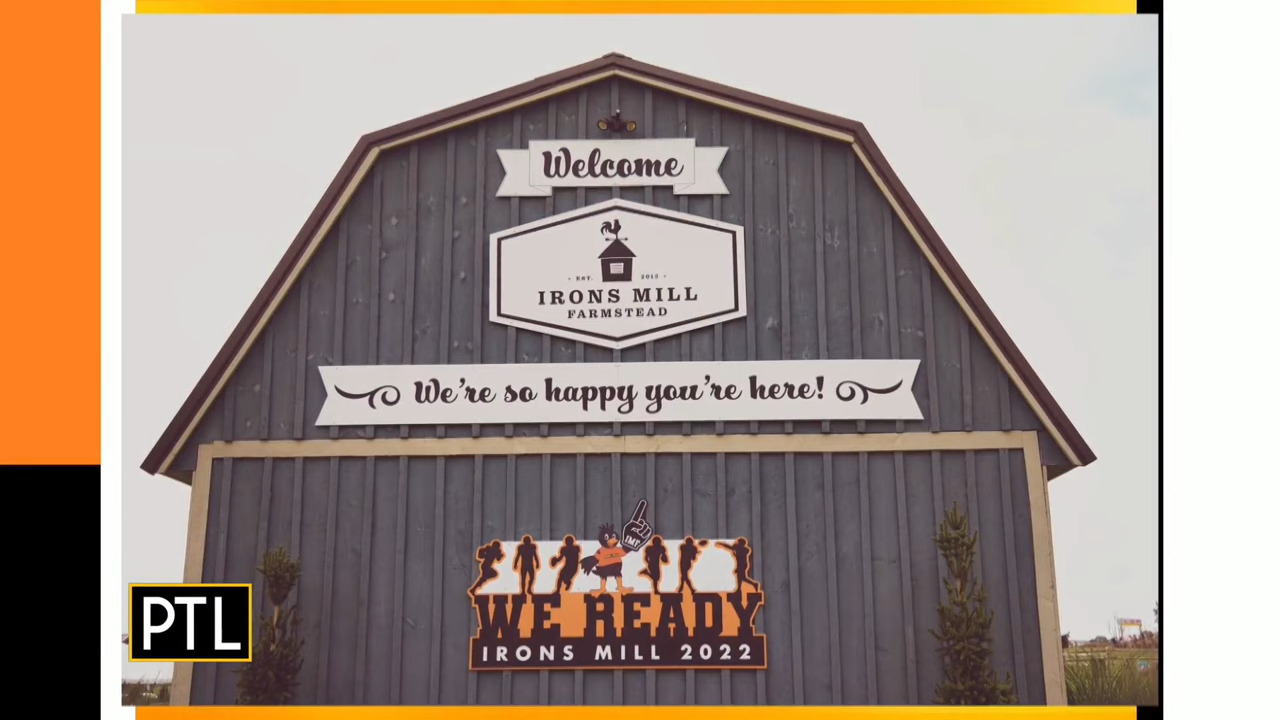 Welcome
EST. 2012
IRONS MILL
FARMSTEAD
We're so happy you're here!
IMF
WE READY
IRONS MILL 2022
PTL